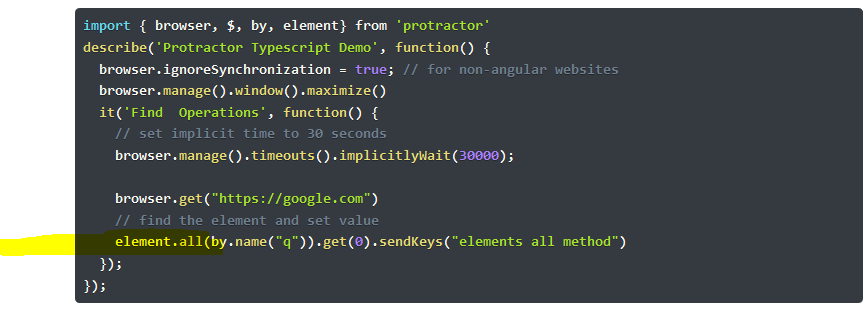 import { browser, $, by, element} from 'protractor'
describe('Protractor Typescript Demo', function() {
browser.ignoreSynchronization = true; // for non-angular websites
browser.manage().window().maximize()
it('Find  Operations', function() {
// set implicit time to 30 seconds
browser.manage().timeouts().implicitlyWait(30000);
browser.get("https://google.com")
// find the element and set value
element.all(by.name("q")).get(0).sendKeys("elements all method")
});
});